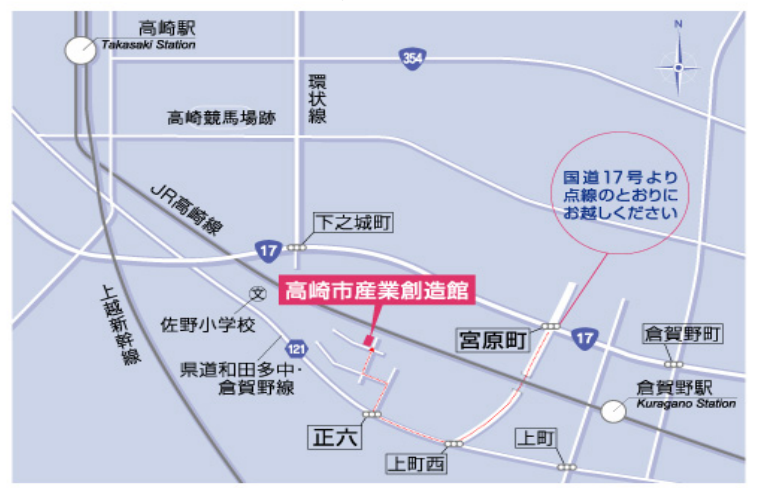 高崎駅
Takasaki Station
N
354
環状線
高崎競馬場跡
国道17号より
点線のとおりに
お越しください
JR高崎線
下之城町
17
高崎市産業創造館
上越新幹線
文
佐野小学校
宮原町
17
倉賀野町
121
県道和田多中・
倉賀野線
倉賀野駅
Kuragano Station
正六
上町西
上町